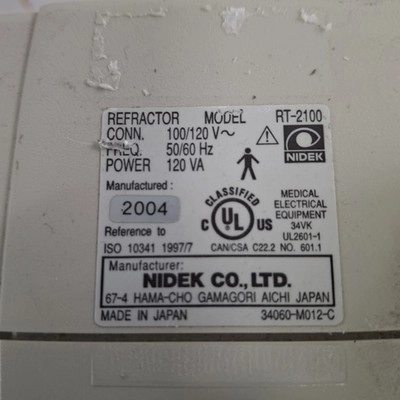 REFRACTOR MODEL RT-2100
CONN. 100/120 V~
FREQ. 50/60 Hz
POWER 120 VA
NIDEK
Manufactured:
2004
Reference to
ISO 10341 1997/7
CLASSIFIED
C UL US
MEDICAL
ELECTRICAL
EQUIPMENT
34VK
UL2601-1
CAN/CSA C22.2 NO. 601.1
Manufacturer:
NIDEK CO., LTD.
67-4 HAMA-CHO GAMAGORI AICHI JAPAN
MADE IN JAPAN 34060-M012-C